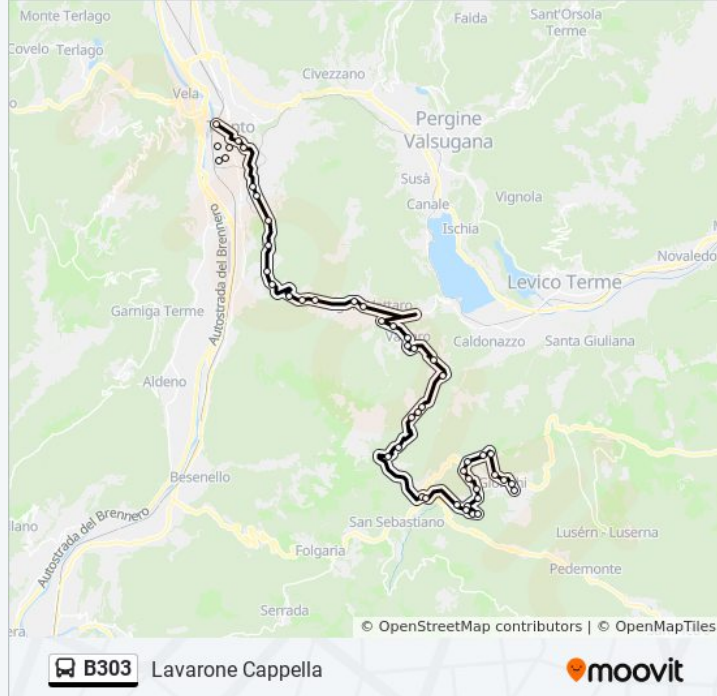 Monte Terlago
Faida
Sant'Orsola
Terme
Covelo
Terlago
Civezzano
Vela
Pergine
Valsugana
Susà
Vignola
Canale
Ischia
Novaledo
Levico Terme
Autostrada del Brennero
Garniga Terme
Caldonazzo
Santa Giuliana
Aldeno
Besenello
Autostrada del Brennero
San Sebastiano
Lusérn - Luserna
Folgaria
Pedemonte
Serrada
© OpenStreetMap contributors | © OpenMapTiles
B303
Lavarone Cappella
moovit